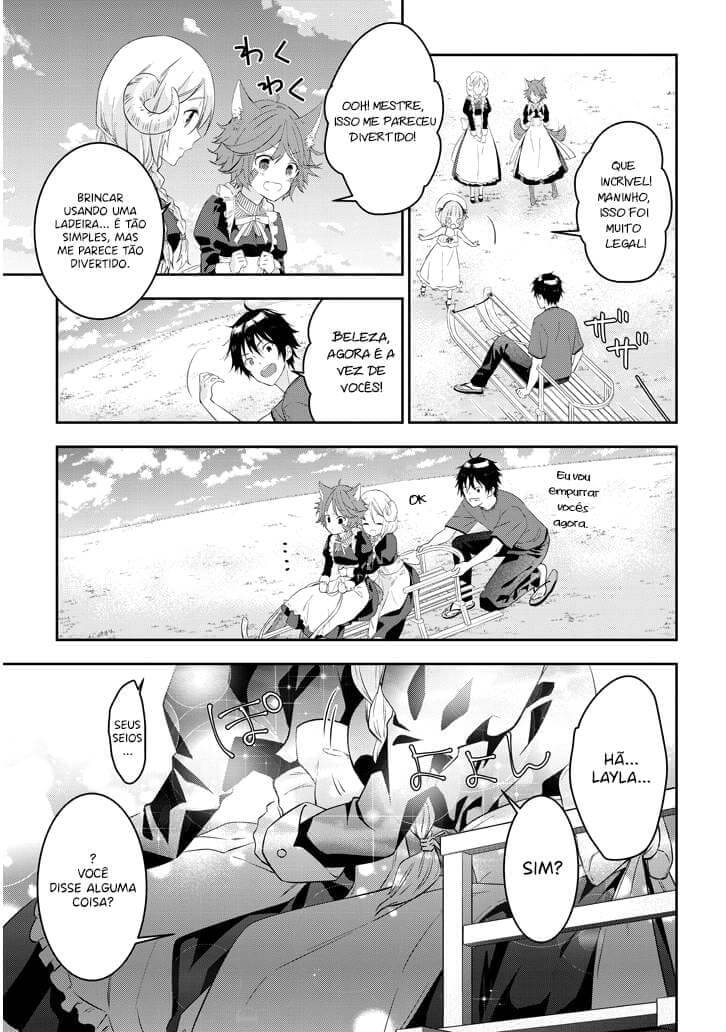 QUE
INCRÍVEL!
MANINHO,
ISSO FOI
MUITO
LEGAL!
ザザ
OOH! MESTRE,
ISSO ME PARECEU
DIVERTIDO!
わく
わく
BRINCAR
USANDO UMA
LADEIRA... É TÃO
SIMPLES, MAS
ME PARECE TÃO
DIVERTIDO.
BELEZA,
AGORA É A
VEZ DE
VOCÊS!
Eu vou
empurrar
vocês
agora.
OK
...
HÃ...
LAYLA...
SIM?
ぽよよん
SEUS
SEIOS
...
?
VOCÊ
DISSE ALGUMA
COISA?